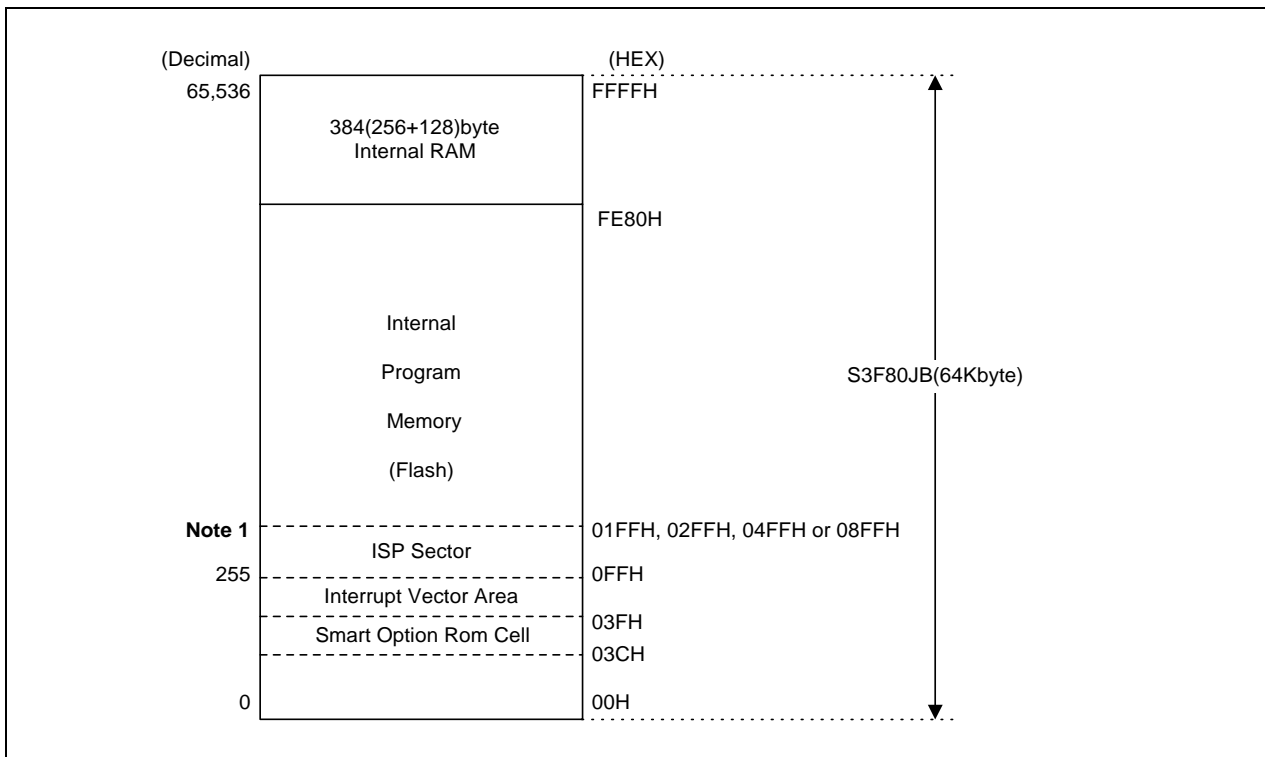 (Decimal) (HEX)
65,536 FFFFH
384(256+128)byte
Internal RAM
FE80H
Internal
Program
Memory
(Flash)
S3F80JB(64Kbyte)
Note 1 01FFH, 02FFH, 04FFH or 08FFH
ISP Sector
255 0FFH
Interrupt Vector Area
03FH
Smart Option Rom Cell
03CH
0 00H